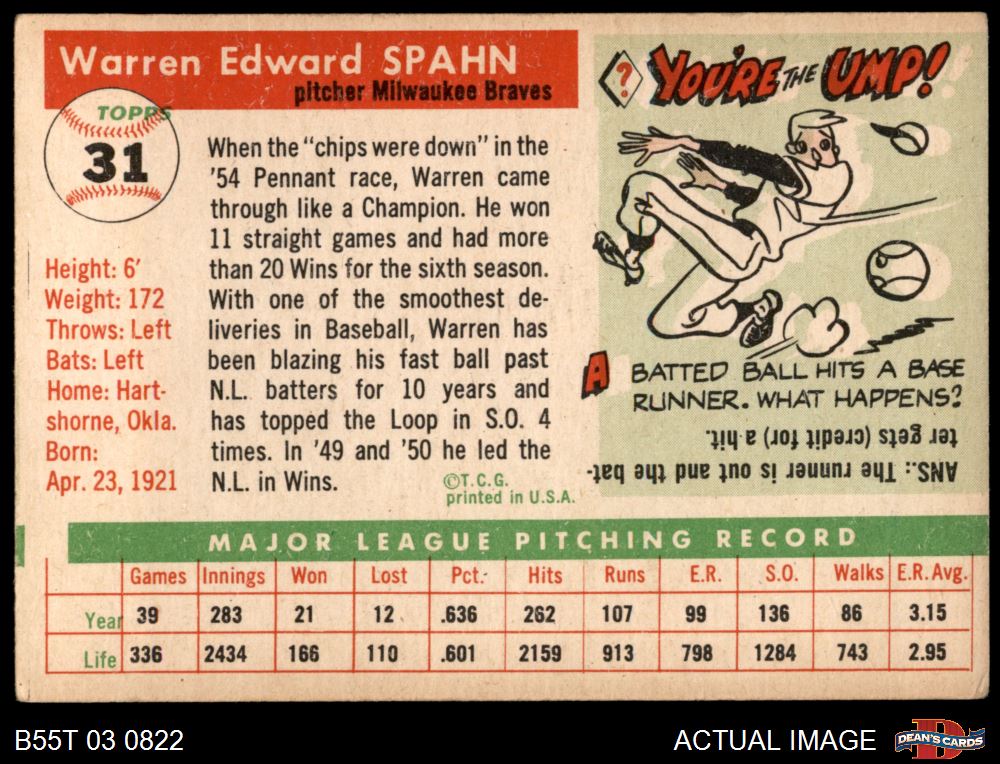 Warren Edward SPAHN
pitcher Milwaukee Braves
TOPPS
31
Height: 6'
Weight: 172
Throws: Left
Bats: Left
Home: Hart-
shorne, Okla.
Born:
Apr. 23, 1921
When the "chips were down" in the
'54 Pennant race, Warren came
through like a Champion. He won
11 straight games and had more
than 20 Wins for the sixth season.
With one of the smoothest de-
liveries in Baseball, Warren has
been blazing his fast ball past
N.L. batters for 10 years and
has topped the Loop in S.O. 4
times. In '49 and '50 he led the
N.L. in Wins.
©T.C.G.
printed in U.S.A.
? YOU'RE THE UMP!
A BATTED BALL HITS A BASE
RUNNER. WHAT HAPPENS?
ANS.: The runner is out and the bat-
ter gets (credit for) a hit.
MAJOR LEAGUE PITCHING RECORD
Games Innings Won Lost Pct. Hits Runs E.R. S.O. Walks E.R. Avg.
Year 39 283 21 12 .636 262 107 99 136 86 3.15
Life 336 2434 166 110 .601 2159 913 798 1284 743 2.95
B55T 03 0822
ACTUAL IMAGE
DEAN'S CARDS